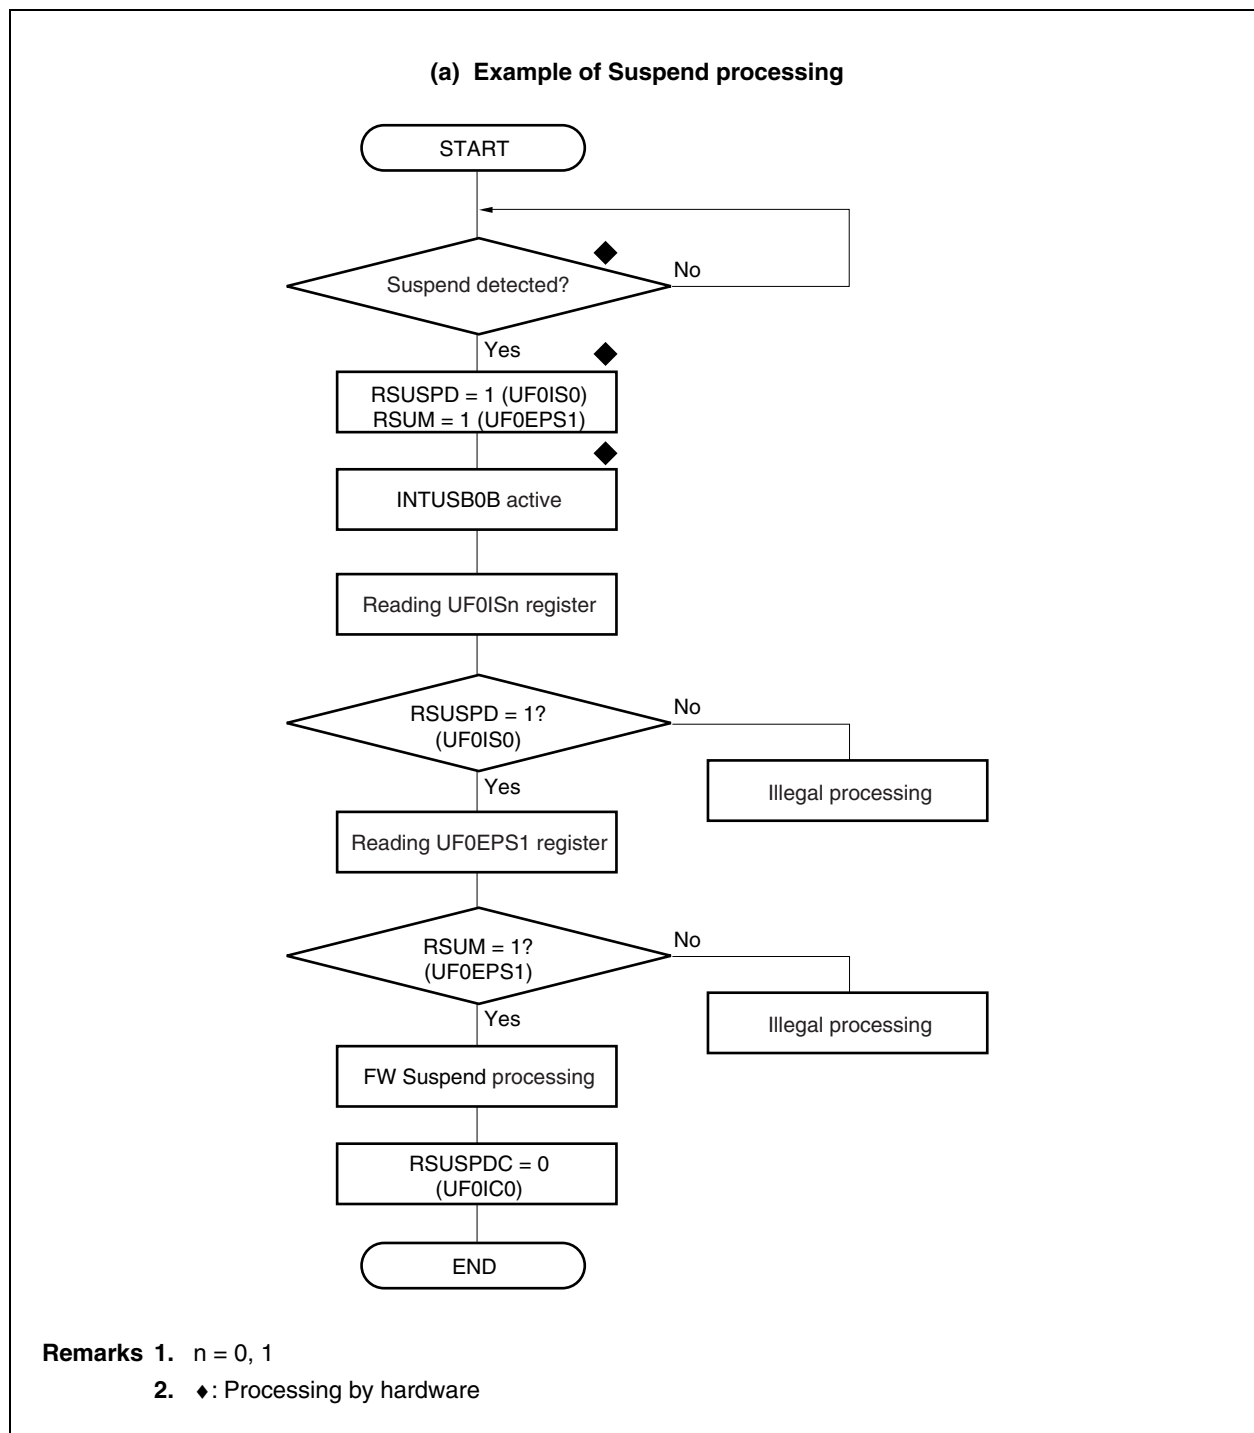 (a) Example of Suspend processing
START
Suspend detected?
No
Yes
RSUSPD = 1 (UF0IS0)
RSUM = 1 (UF0EPS1)
INTUSB0B active
Reading UF0ISn register
RSUSPD = 1?
(UF0IS0)
No
Yes
Illegal processing
Reading UF0EPS1 register
RSUM = 1?
(UF0EPS1)
No
Yes
Illegal processing
FW Suspend processing
RSUSPDC = 0
(UF0IC0)
END
Remarks 1. n = 0, 1
2. ♦: Processing by hardware